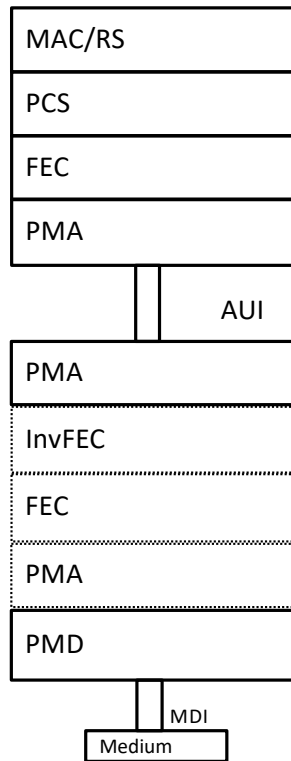 MAC/RS
PCS
FEC
PMA
AUI
PMA
InvFEC
FEC
PMA
PMD
MDI
Medium